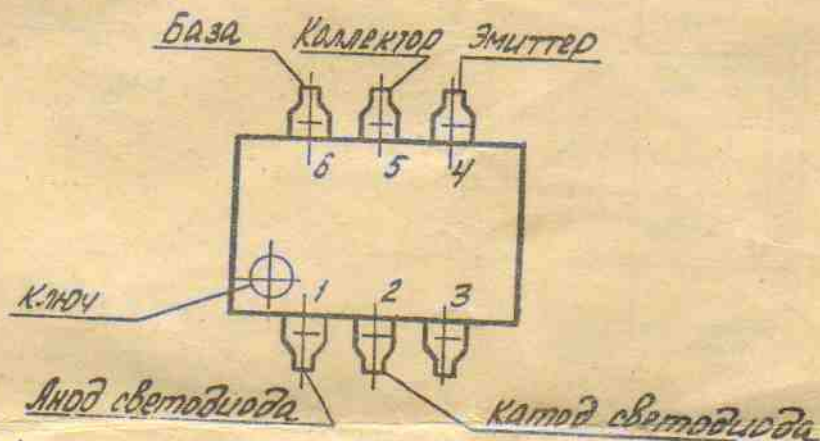 База Коллектор Эмиттер
6 5 4
Ключ
1 2 3
Анод светодиода Катод светодиода